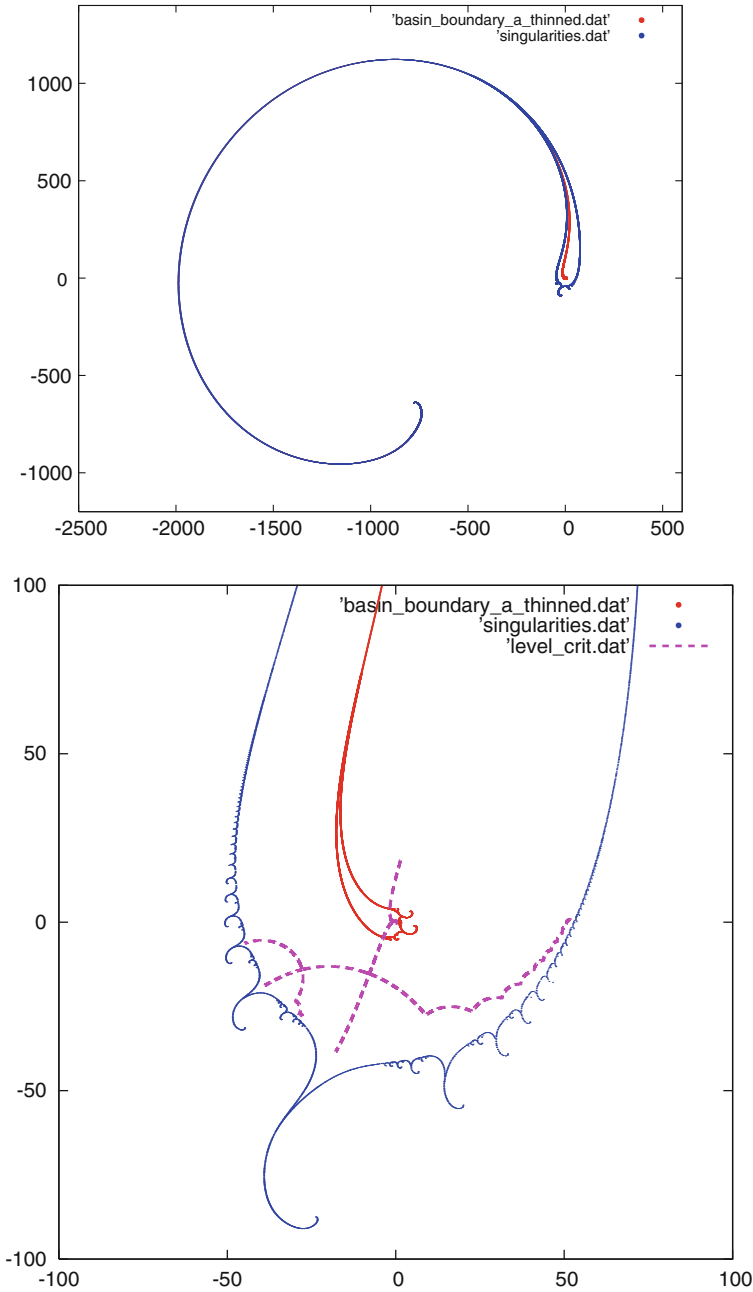 'basin_boundary_a_thinned.dat'
'singularities.dat'
1000
500
0
-500
-1000
-2500 -2000 -1500 -1000 -500 0 500
100
'basin_boundary_a_thinned.dat'
'singularities.dat'
'level_crit.dat'
50
0
-50
-100
-100 -50 0 50 100